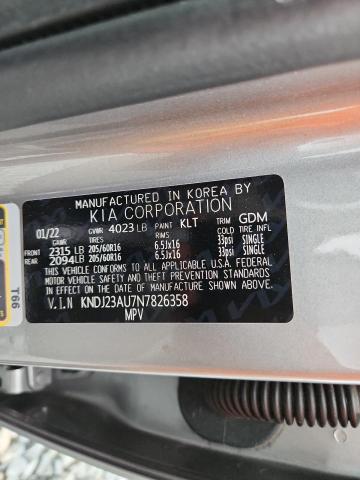 MANUFACTURED IN KOREA BY
KIA CORPORATION
01/22 GVWR 4023 LB PAINT KLT TRIM GDM
GAWR TIRES RIMS COLD TIRE INF
FRONT 2315 LB 205/60R16 6.5Jx16 33psi SINGLE
REAR 2094LB 205/60R16 6.5Jx16 33psi SINGLE
THIS VEHICLE CONFORMS TO ALL APPLICABLE U.S.A. FEDERAL
MOTOR VEHICLE SAFETY AND THEFT PREVENTION STANDARDS
IN EFFECT ON THE DATE OF MANUFACTURE SHOWN ABOVE
V.I.N KNDJ23AU7N7826358
MPV
T66